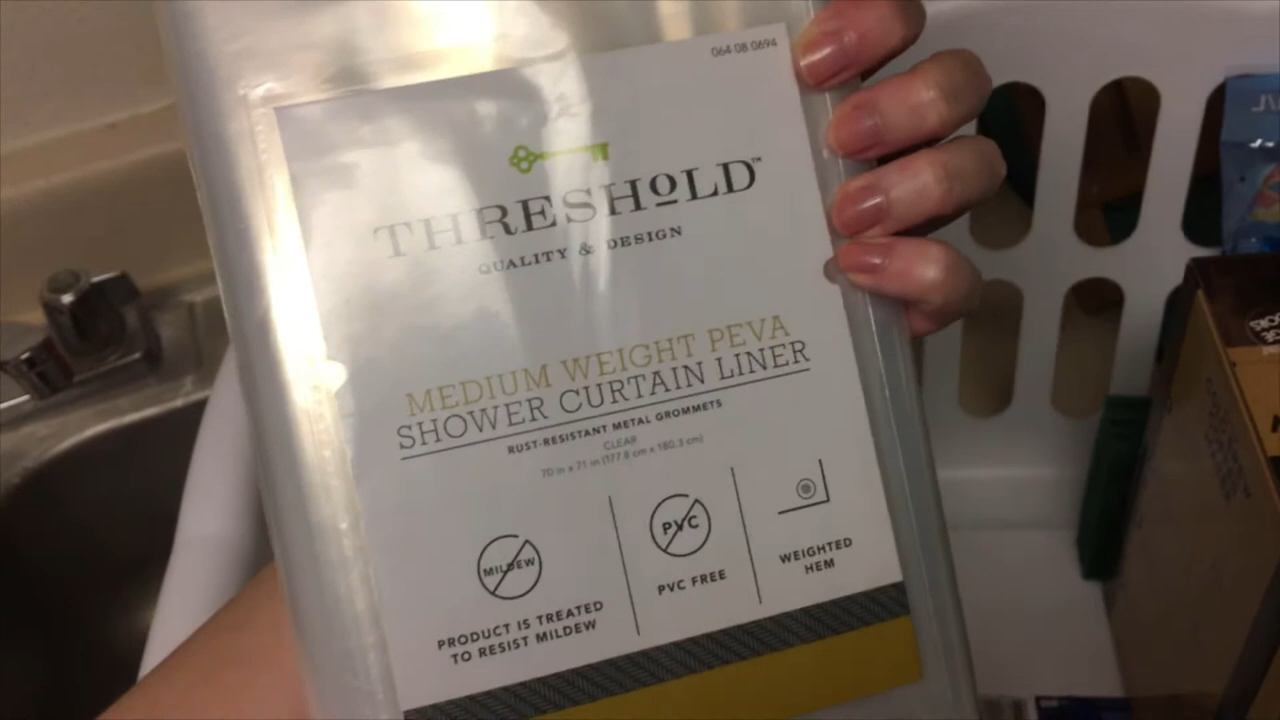 064 08 0694
THRESHOLD™
QUALITY & DESIGN
MEDIUM WEIGHT PEVA
SHOWER CURTAIN LINER
RUST-RESISTANT METAL GROMMETS
CLEAR
70 in x 71 in (177.8 cm x 180.3 cm)
MILDEW
PRODUCT IS TREATED
TO RESIST MILDEW
PVC
PVC FREE
WEIGHTED
HEM